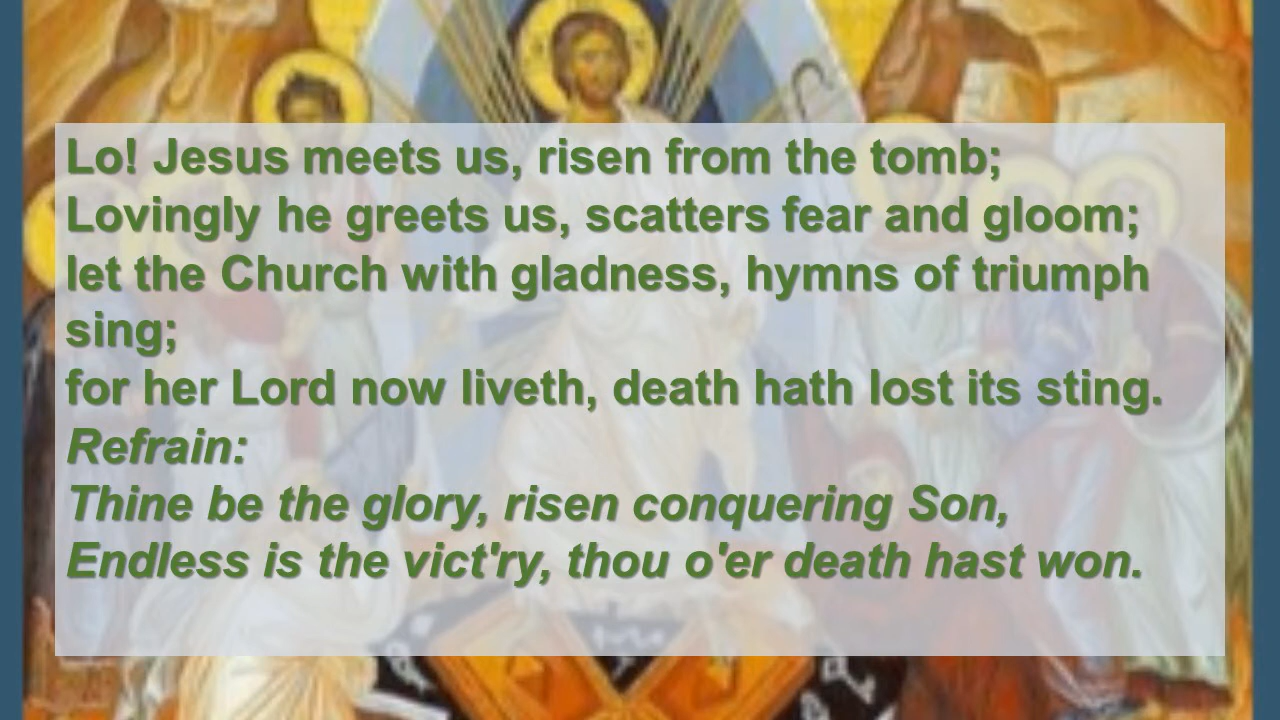 Lo! Jesus meets us, risen from the tomb;
Lovingly he greets us, scatters fear and gloom;
let the Church with gladness, hymns of triumph
sing;
for her Lord now liveth, death hath lost its sting.
Refrain:
Thine be the glory, risen conquering Son,
Endless is the vict'ry, thou o'er death hast won.